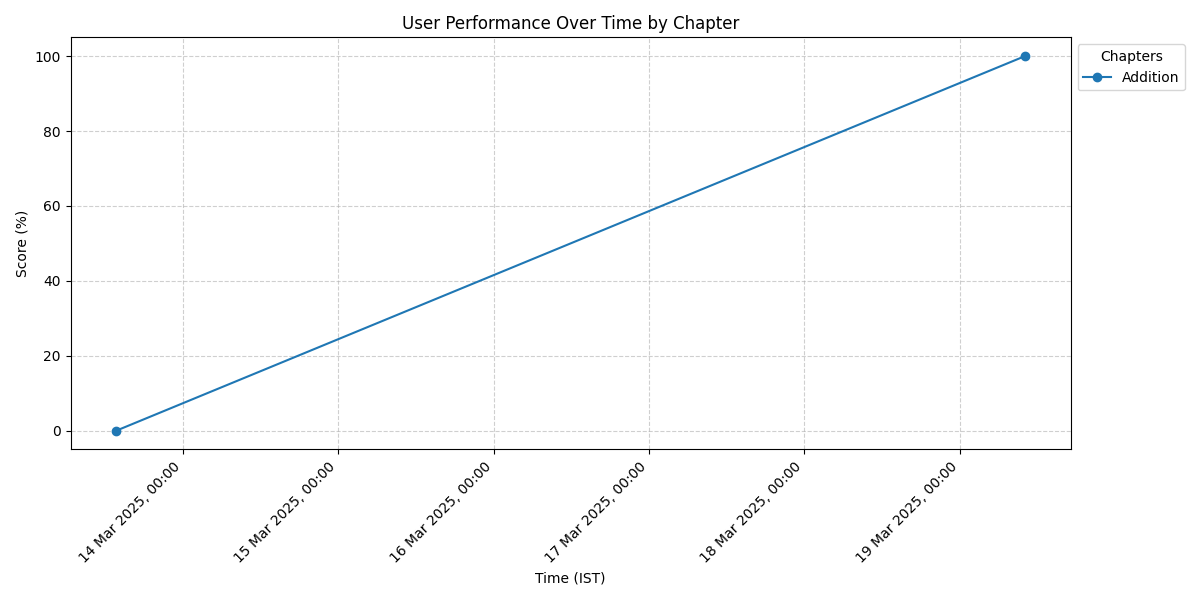 User Performance Over Time by Chapter
Chapters
Addition
100
80
60
40
20
0
Score (%)
14 Mar 2025, 00:00
15 Mar 2025, 00:00
16 Mar 2025, 00:00
17 Mar 2025, 00:00
18 Mar 2025, 00:00
19 Mar 2025, 00:00
Time (IST)